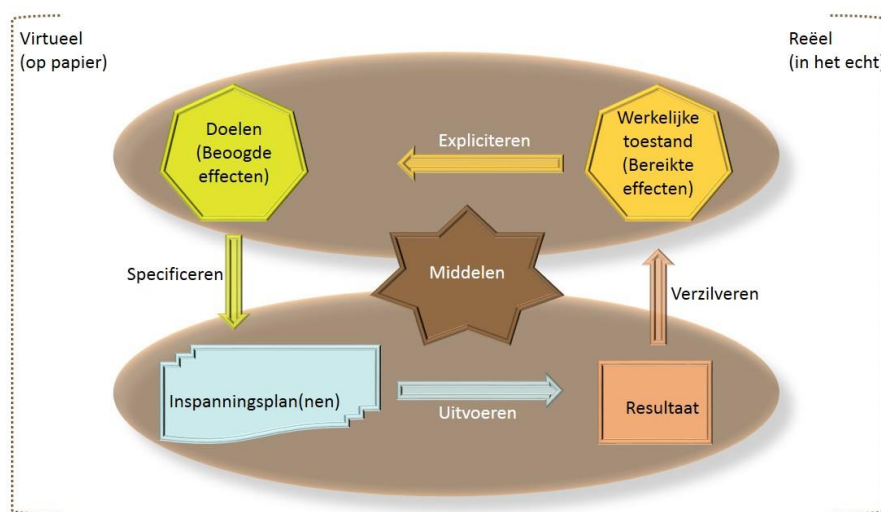 Virtueel
(op papier)
Reëel
(in het echt)
Doelen
(Beoogde
effecten)
Expliciteren
Werkelijke
toestand
(Bereikte
effecten)
Specificeren
Middelen
Verzilveren
Inspanningsplan(nen)
Uitvoeren
Resultaat